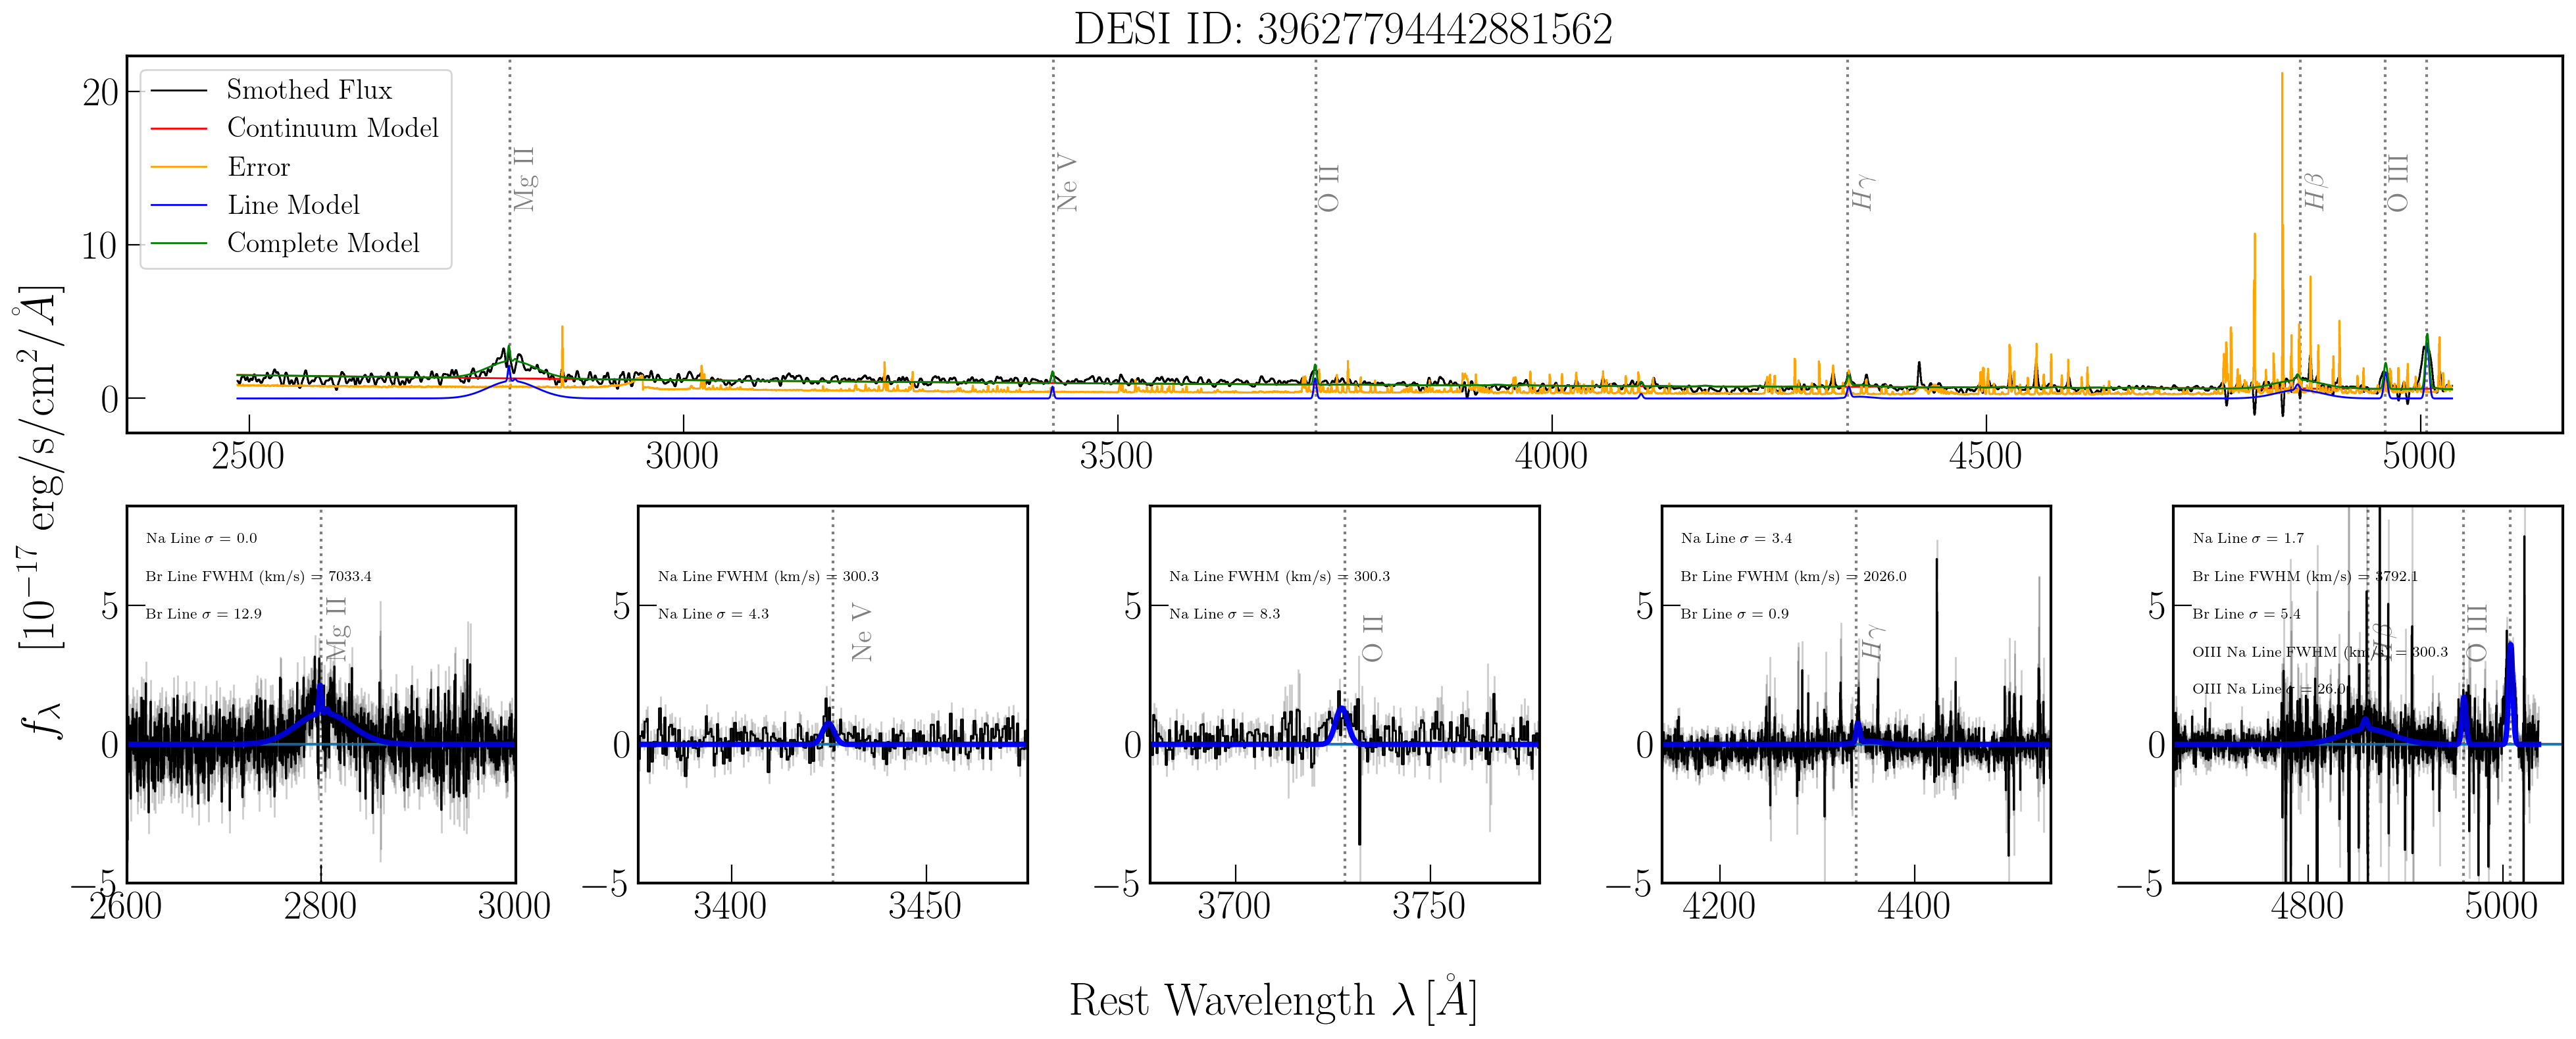 DESI ID: 39627794442881562
20
10
0
Smothed Flux
Continuum Model
Error
Line Model
Complete Model
Mg II
Ne V
O II
Hγ
Hβ
O III
2500 3000 3500 4000 4500 5000
f_λ [10^{-17} erg/s/cm^2/Å]
Na Line σ = 0.0
Br Line FWHM (km/s) = 7033.4
Br Line σ = 12.9
Mg II
5
0
−5
2600 2800 3000
Na Line FWHM (km/s) = 300.3
Na Line σ = 4.3
Ne V
5
0
−5
3400 3450
Na Line FWHM (km/s) = 300.3
Na Line σ = 8.3
O II
5
0
−5
3700 3750
Na Line σ = 3.4
Br Line FWHM (km/s) = 2026.0
Br Line σ = 0.9
Hγ
5
0
−5
4200 4400
Na Line σ = 1.7
Br Line FWHM (km/s) = 3792.1
Br Line σ = 5.4
OIII Na Line FWHM (km/s) = 300.3
OIII Na Line σ = 26.0
Hβ
O III
5
0
−5
4800 5000
Rest Wavelength λ [Å]